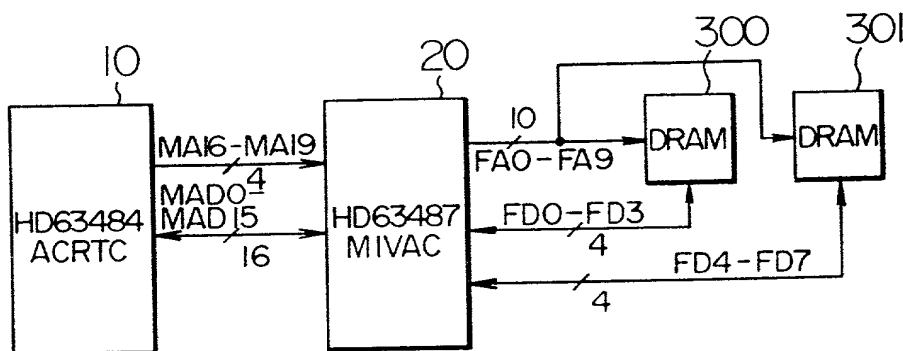 10
20
300
301
MA16-MA19
4
MAD0-
MAD15
16
HD63484
ACRTC
HD63487
MIVAC
10
FA0-FA9
DRAM
DRAM
FD0-FD3
4
FD4-FD7
4